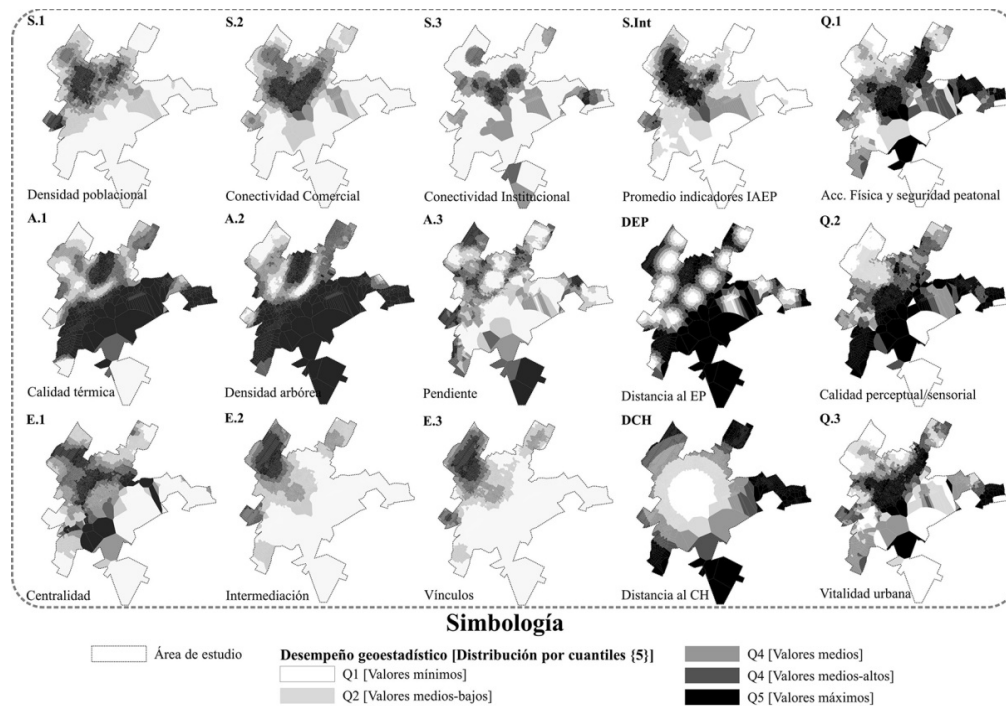 S.1
S.2
S.3
S.Int
Q.1
Densidad poblacional
Conectividad Comercial
Conectividad Institucional
Promedio indicadores IAEP
Acc. Física y seguridad peatonal
A.1
A.2
A.3
DEP
Q.2
Calidad térmica
Densidad arbórea
Pendiente
Distancia al EP
Calidad perceptual/sensorial
E.1
E.2
E.3
DCH
Q.3
Centralidad
Intermediación
Vínculos
Distancia al CH
Vitalidad urbana
Simbología
Área de estudio
Desempeño geoestadístico [Distribución por cuantiles {5}]
Q1 [Valores mínimos]
Q2 [Valores medios-bajos]
Q4 [Valores medios]
Q4 [Valores medios-altos]
Q5 [Valores máximos]